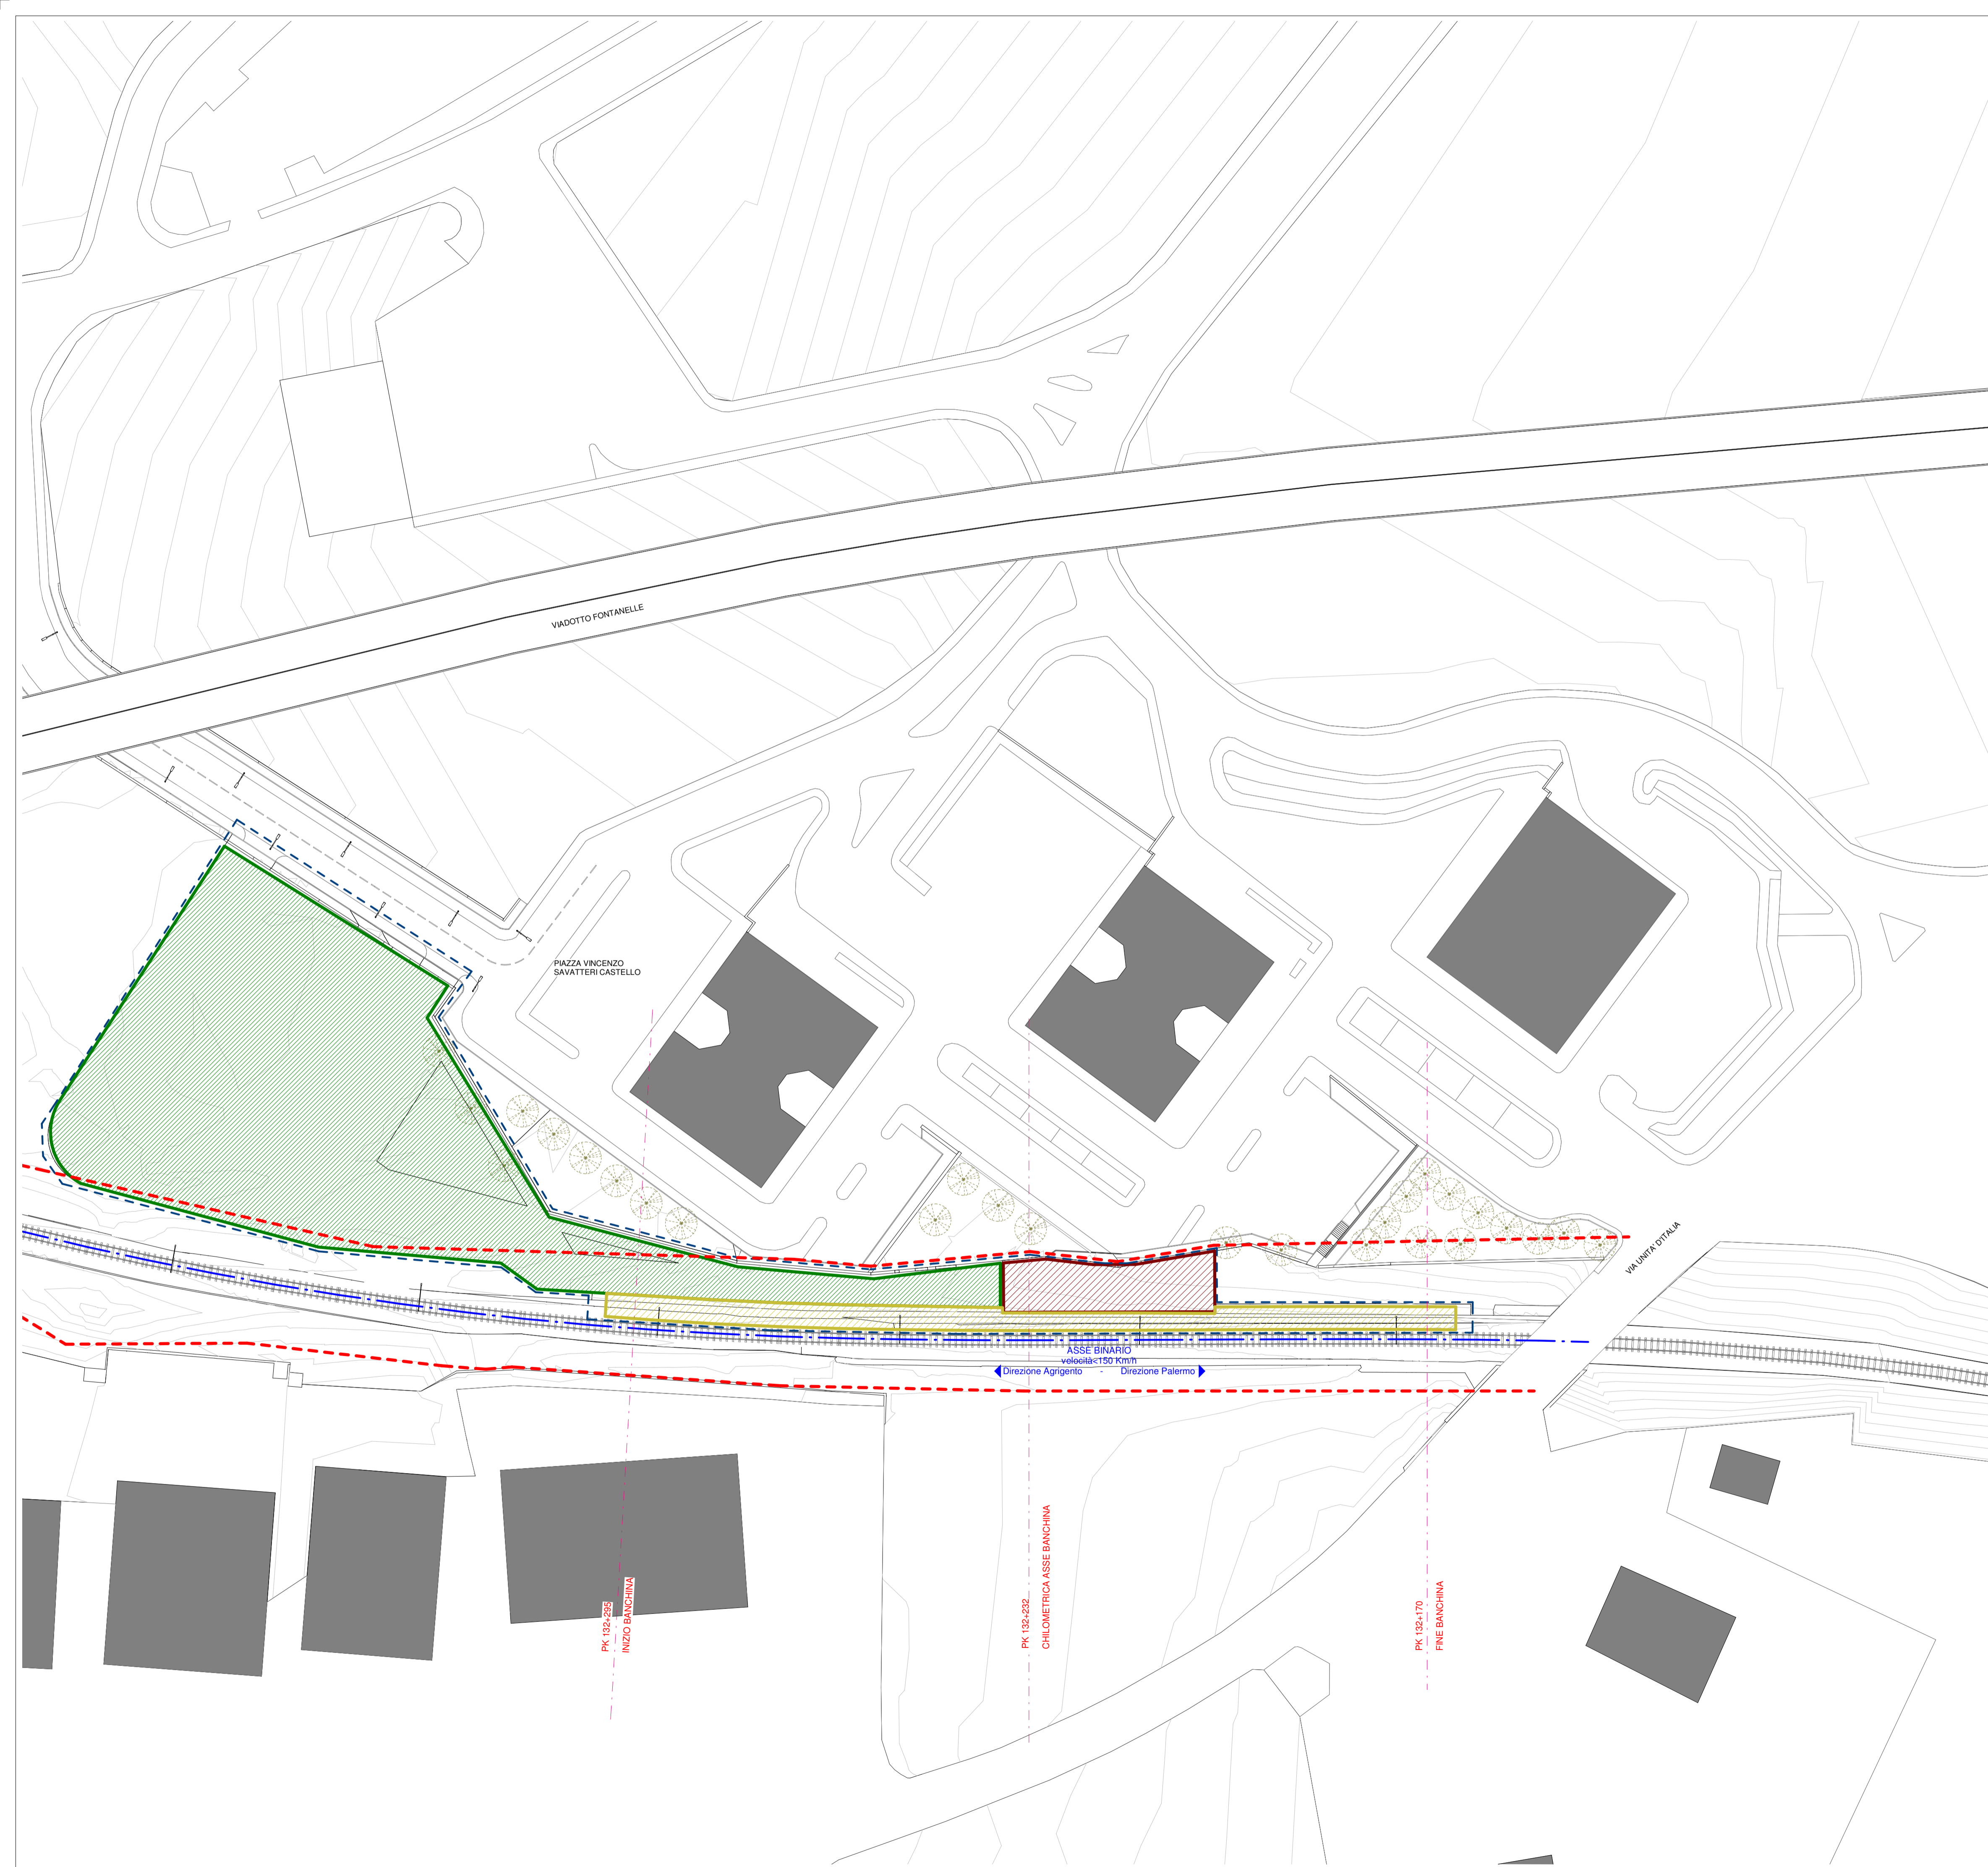 VIADOTTO FONTANELLE
PIAZZA VINCENZO
SAVATTERI CASTELLO
VIA UNITA' D'ITALIA
ASSE BINARIO
velocità<150 Km/h
Direzione Agrigento - Direzione Palermo
PK 132+295
INIZIO BANCHINA
PK 132+232
CHILOMETRICA ASSE BANCHINA
PK 132+170
FINE BANCHINA